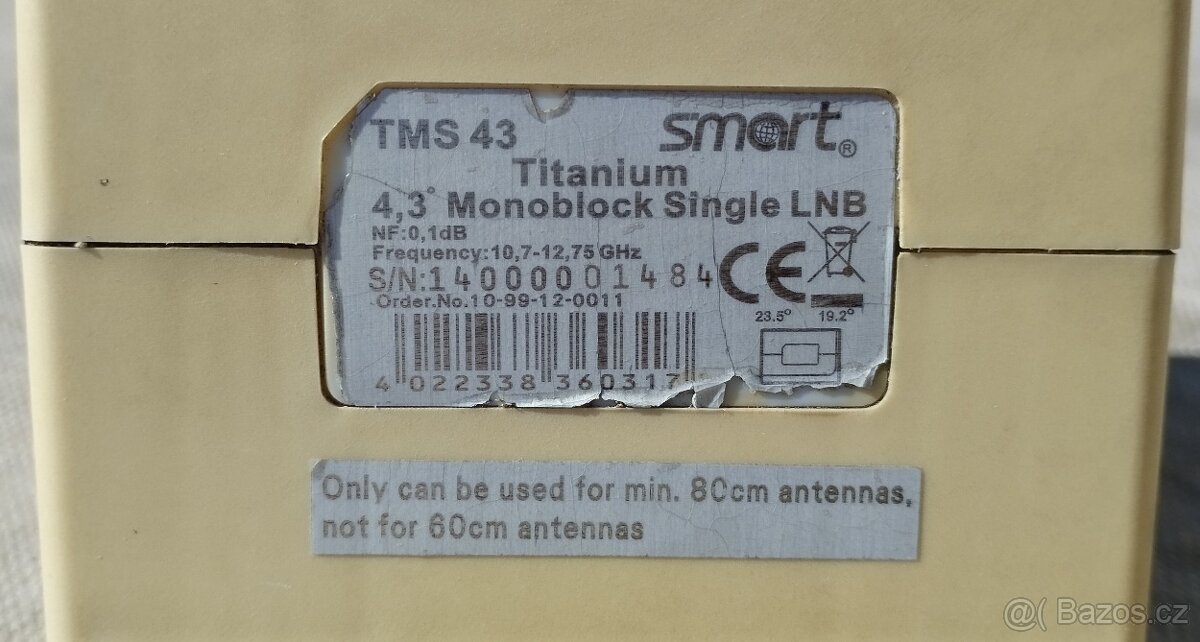 TMS 43 smart®
Titanium
4,3° Monoblock Single LNB
NF:0,1dB
Frequency:10,7-12,75 GHz
S/N:14000001484
Order.No.10-99-12-0011
CE
23.5° 19.2°
4 022338 360317
Only can be used for min. 80cm antennas,
not for 60cm antennas
@( Bazos.cz